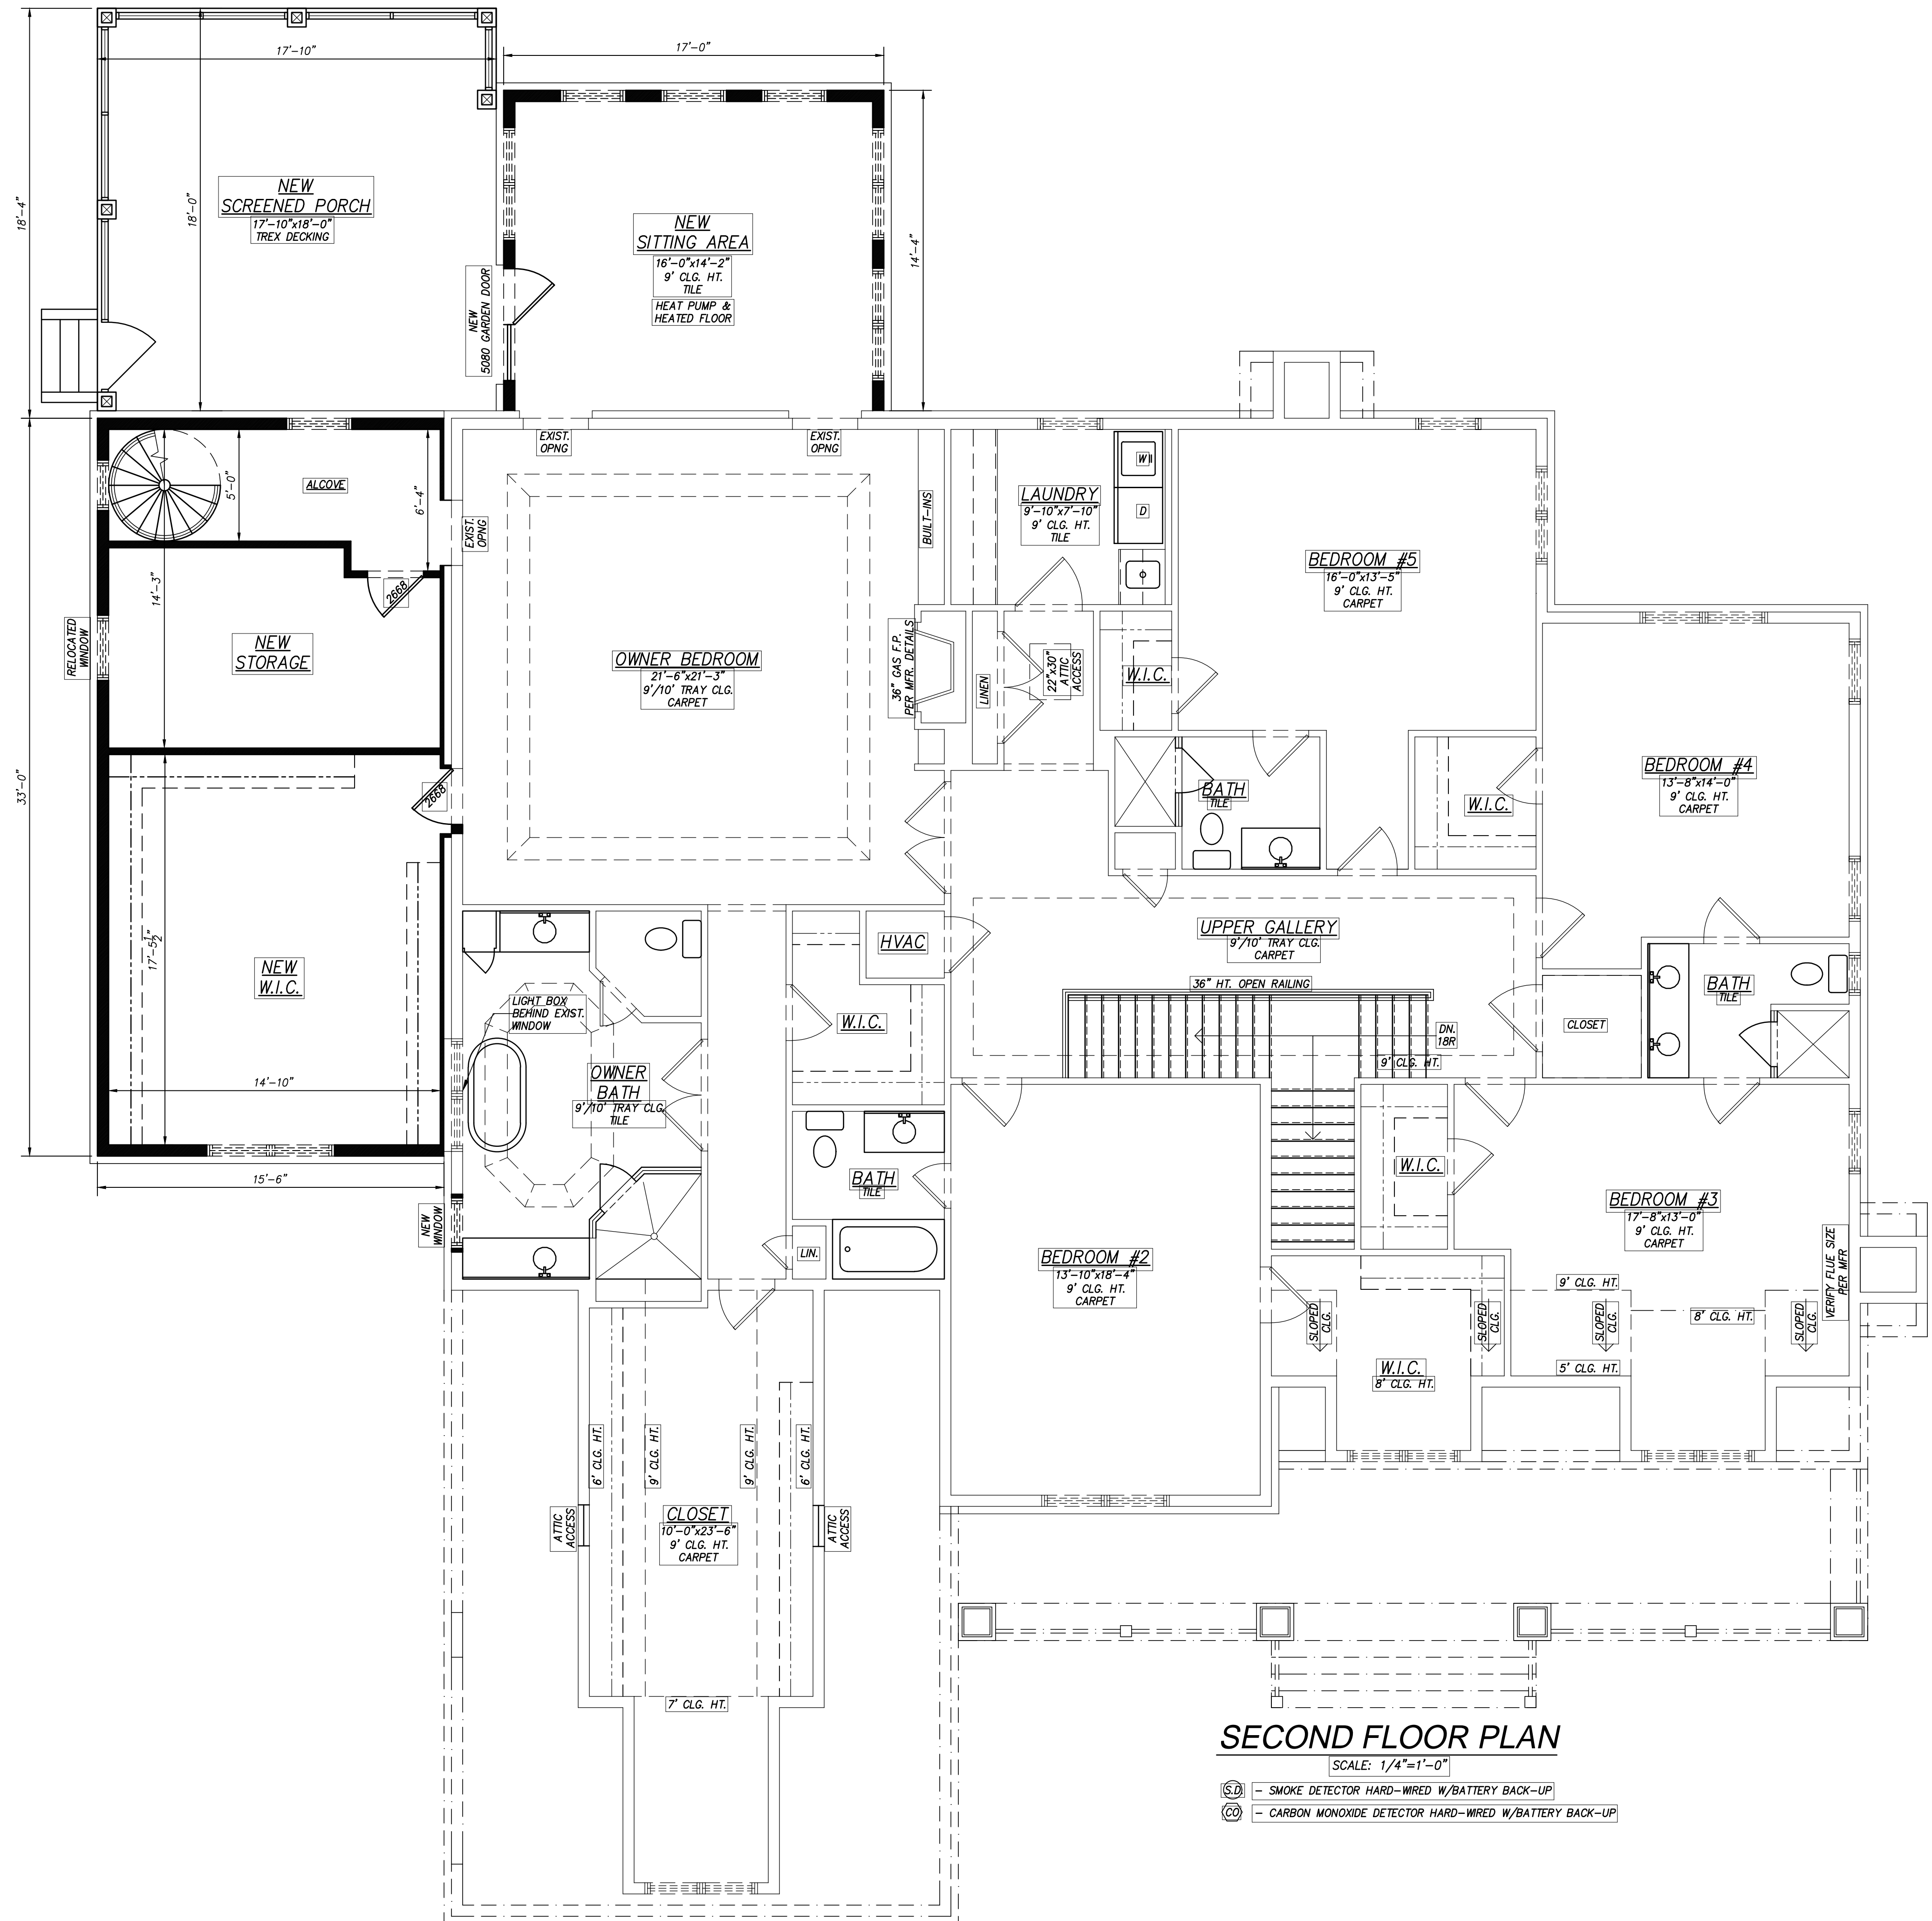 17'-10"
17'-0"
18'-4"
18'-0"
NEW
SCREENED PORCH
17'-10"x18'-0"
TREX DECKING
NEW
SITTING AREA
16'-0"x14'-2"
9' CLG. HT.
TILE
HEAT PUMP &
HEATED FLOOR
14'-4"
NEW
5080 GARDEN DOOR
EXIST.
OPNG
EXIST.
OPNG
ALCOVE
5'-0"
6'-4"
EXIST.
OPNG
BUILT-INS
LAUNDRY
9'-10"x7'-10"
9' CLG. HT.
TILE
W
D
BEDROOM #5
16'-0"x13'-5"
9' CLG. HT.
CARPET
14'-3"
2668
RELOCATED
WINDOW
NEW
STORAGE
OWNER BEDROOM
21'-6"x21'-3"
9'/10' TRAY CLG.
CARPET
36" GAS F.P.
PER MFR. DETAILS
LINEN
22"x30"
ATTIC
ACCESS
W.I.C.
33'-0"
2668
BATH
TILE
W.I.C.
BEDROOM #4
13'-8"x14'-0"
9' CLG. HT.
CARPET
17'-5 1/2"
NEW
W.I.C.
HVAC
UPPER GALLERY
9'/10' TRAY CLG.
CARPET
36" HT. OPEN RAILING
LIGHT BOX
BEHIND EXIST.
WINDOW
W.I.C.
DN.
18R
9' CLG. HT.
CLOSET
BATH
TILE
14'-10"
OWNER
BATH
9'/10' TRAY CLG.
TILE
15'-6"
BATH
TILE
W.I.C.
NEW
WINDOW
LIN.
BEDROOM #2
13'-10"x18'-4"
9' CLG. HT.
CARPET
BEDROOM #3
17'-8"x13'-0"
9' CLG. HT.
CARPET
VERIFY FLUE SIZE
PER MFR
9' CLG. HT.
8' CLG. HT.
SLOPED
CLG.
SLOPED
CLG.
SLOPED
CLG.
SLOPED
CLG.
5' CLG. HT.
W.I.C.
8' CLG. HT.
6' CLG. HT.
9' CLG. HT.
9' CLG. HT.
6' CLG. HT.
ATTIC
ACCESS
CLOSET
10'-0"x23'-6"
9' CLG. HT.
CARPET
ATTIC
ACCESS
7' CLG. HT.
SECOND FLOOR PLAN
SCALE: 1/4"=1'-0"
S.D. - SMOKE DETECTOR HARD-WIRED W/BATTERY BACK-UP
CO - CARBON MONOXIDE DETECTOR HARD-WIRED W/BATTERY BACK-UP